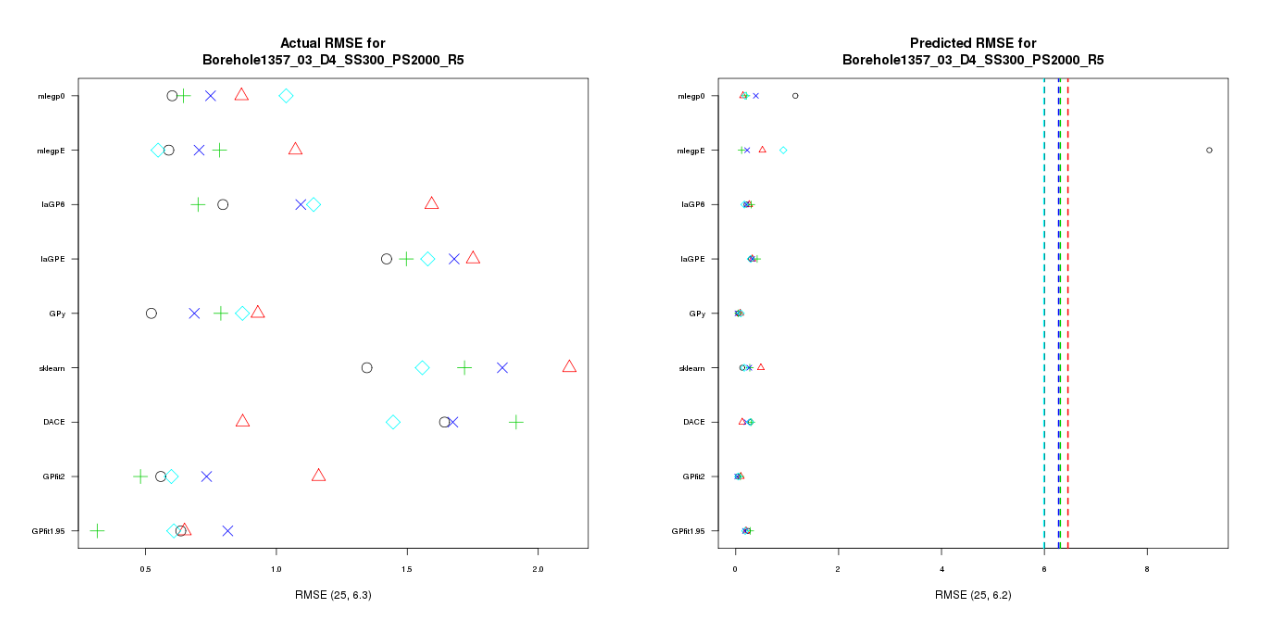 Actual RMSE for
Borehole1357_03_D4_SS300_PS2000_R5
mlegp0
mlegpE
laGP6
laGPE
GPy
sklearn
DACE
GPfit2
GPfit1.95
0.5 1.0 1.5 2.0
RMSE (25, 6.3)
Predicted RMSE for
Borehole1357_03_D4_SS300_PS2000_R5
mlegp0
mlegpE
laGP6
laGPE
GPy
sklearn
DACE
GPfit2
GPfit1.95
0 2 4 6 8
RMSE (25, 6.2)